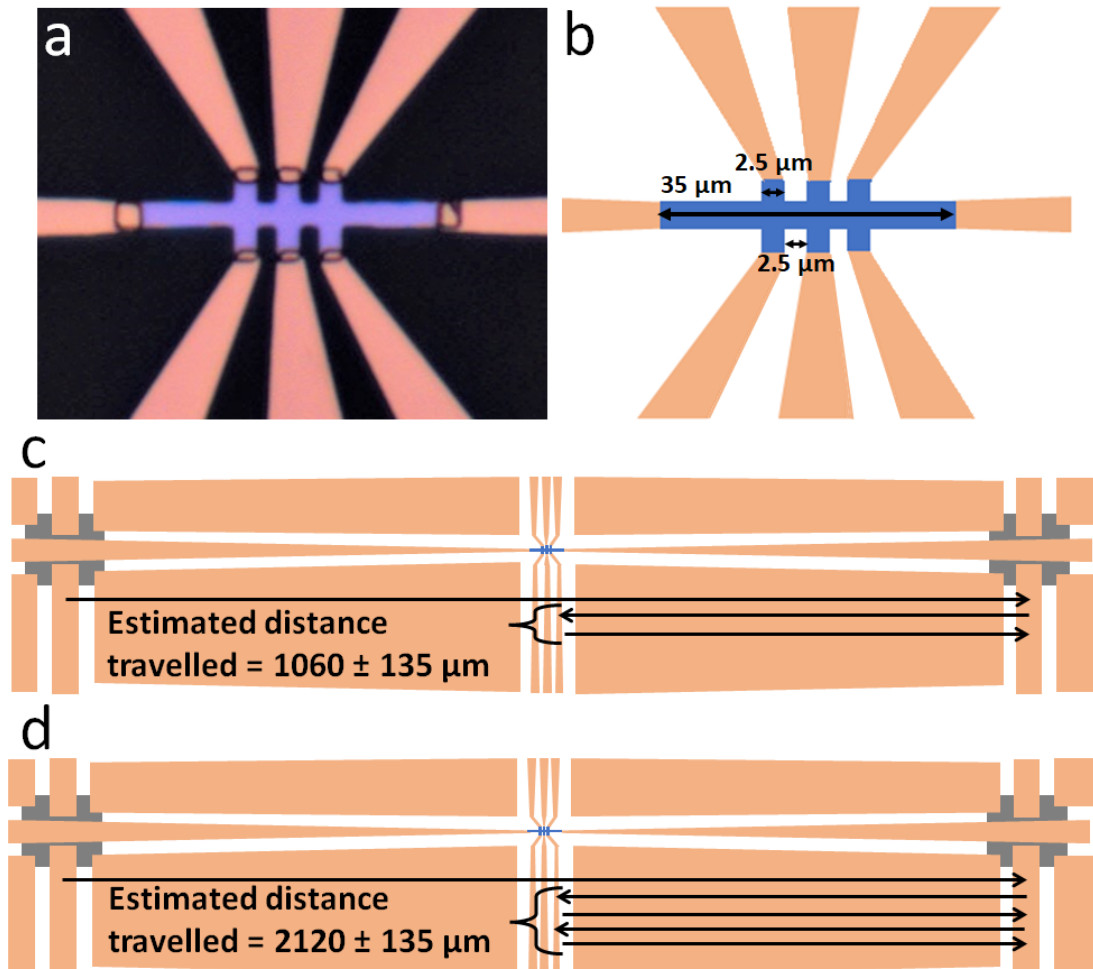 a
b
2.5 μm
35 μm
2.5 μm
c
Estimated distance
travelled = 1060 ± 135 μm
d
Estimated distance
travelled = 2120 ± 135 μm